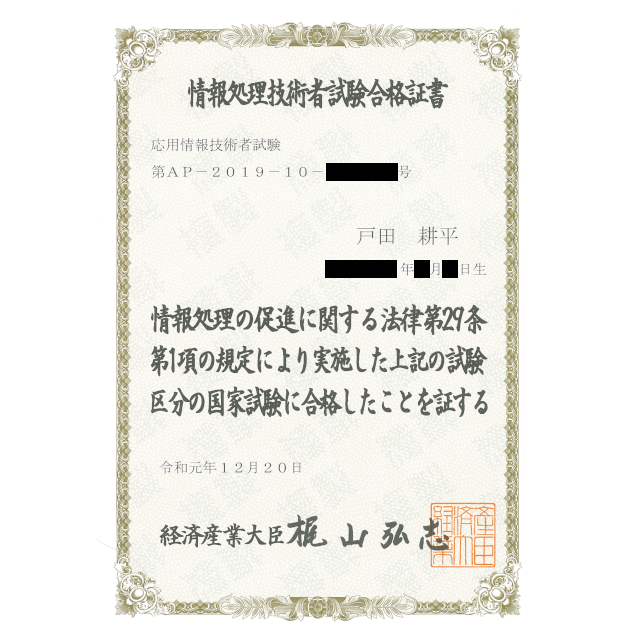 情報処理技術者試験合格証書
応用情報技術者試験
第ＡＰ－２０１９－１０－ 号
戸田　耕平
年 月 日生
情報処理の促進に関する法律第29条
第1項の規定により実施した上記の試験
区分の国家試験に合格したことを証する
令和元年１２月２０日
経済産業大臣 梶山弘志
経済産業大臣